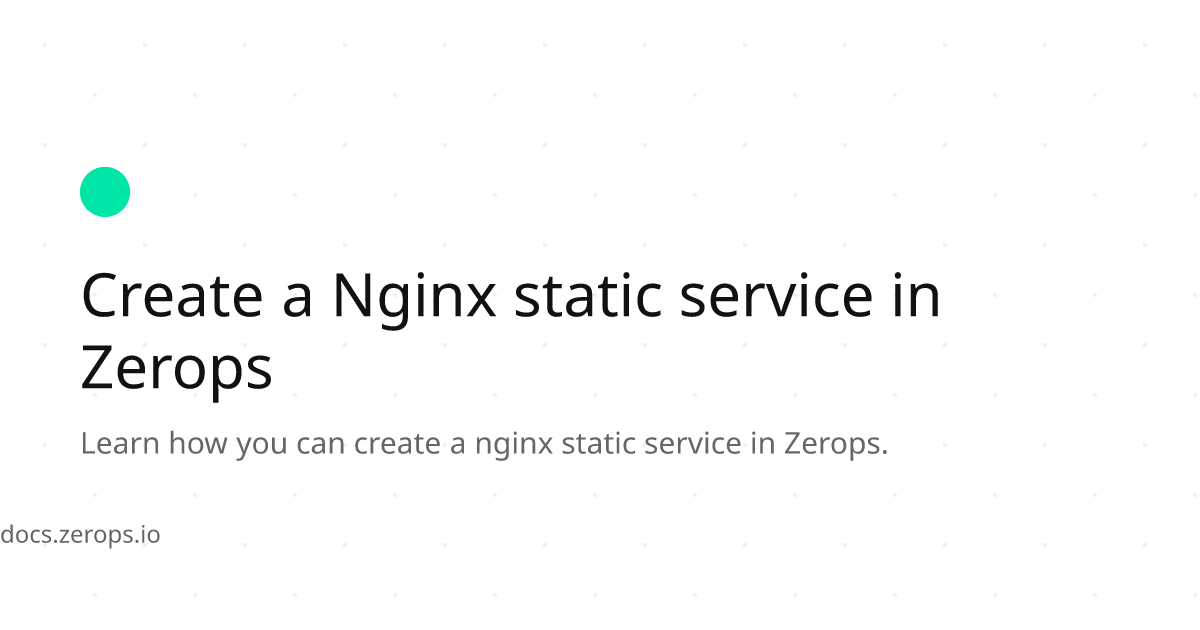 Create a Nginx static service in
Zerops
Learn how you can create a nginx static service in Zerops.
docs.zerops.io